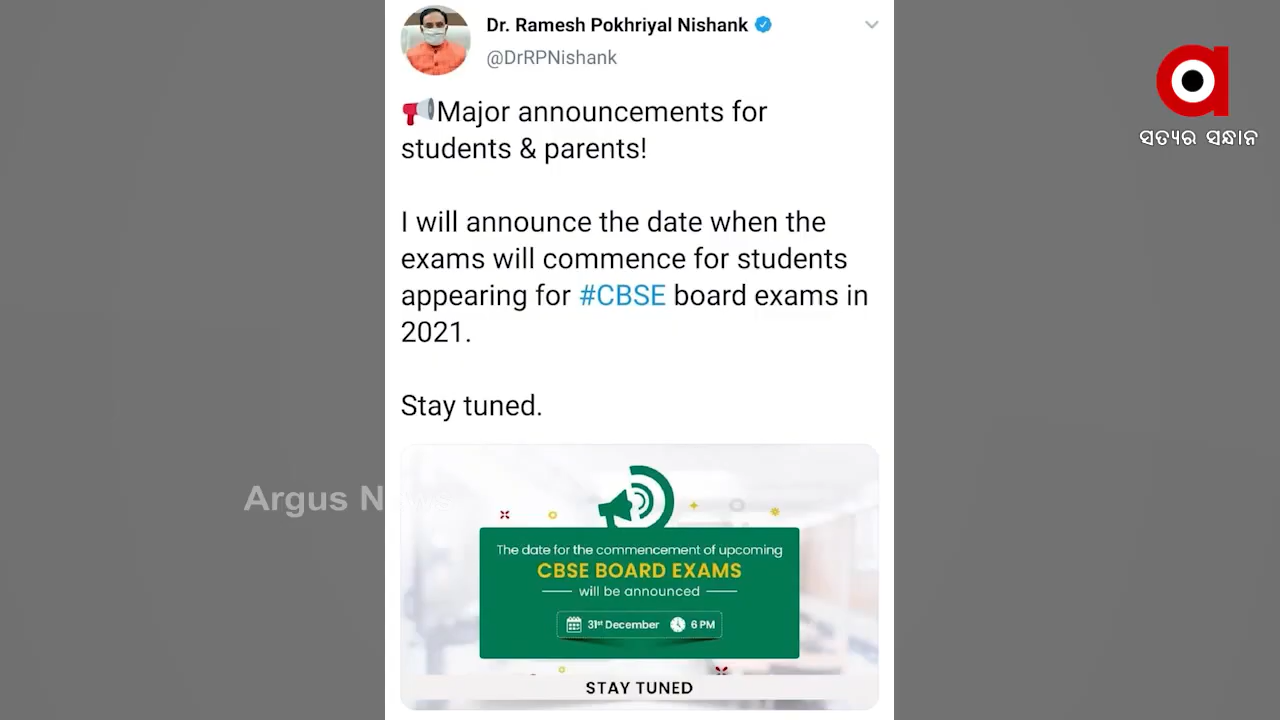 Dr. Ramesh Pokhriyal Nishank
@DrRPNishank
📢Major announcements for
students & parents!
I will announce the date when the
exams will commence for students
appearing for #CBSE board exams in
2021.
Stay tuned.
The date for the commencement of upcoming
CBSE BOARD EXAMS
will be announced
31st December 6 PM
STAY TUNED
Argus News
ସତ୍ୟର ସନ୍ଧାନ